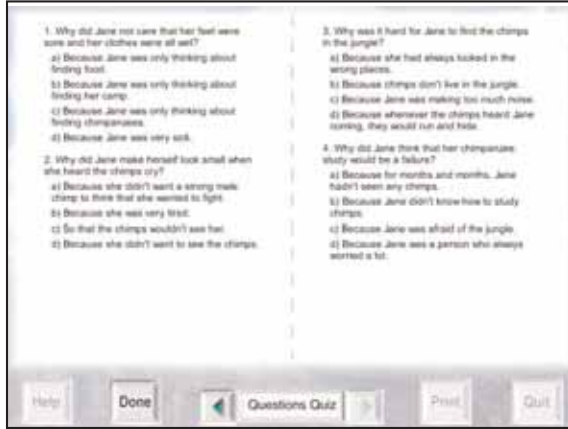 1. Why did Jane not care that her feet were
sore and her clothes were all wet?
a) Because Jane was only thinking about
finding food.
b) Because Jane was only thinking about
finding her camp.
c) Because Jane was only thinking about
finding chimpanzees.
d) Because Jane was very sick.
2. Why did Jane make herself look small when
she heard the chimps cry?
a) Because she didn't want a strong male
chimp to think that she wanted to fight.
b) Because she was very tired.
c) So that the chimps wouldn't see her.
d) Because she didn't want to see the chimps.
3. Why was it hard for Jane to find the chimps
in the jungle?
a) Because she had always looked in the
wrong places.
b) Because chimps don't live in the jungle.
c) Because Jane was making too much noise.
d) Because whenever the chimps heard Jane
coming, they would run and hide.
4. Why did Jane think that her chimpanzee
study would be a failure?
a) Because for months and months, Jane
hadn't seen any chimps.
b) Because Jane didn't know how to study
chimps.
c) Because Jane was afraid of the jungle.
d) Because Jane was a person who always
worried a lot.
Help
Done
Questions Quiz
Print
Quit